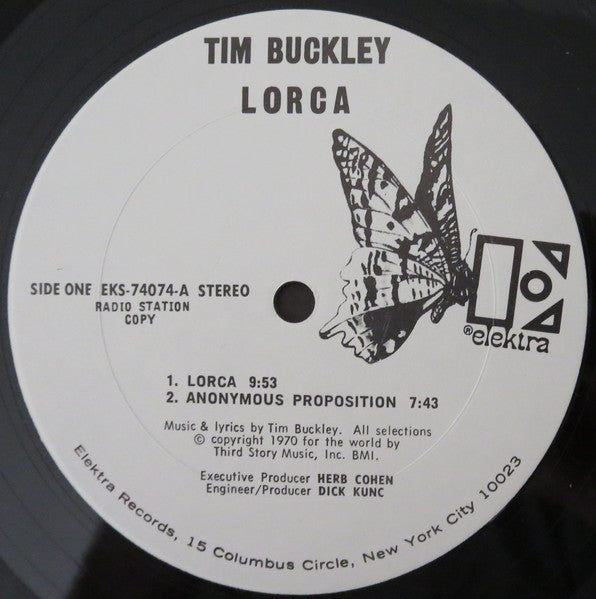 TIM BUCKLEY
LORCA
SIDE ONE EKS-74074-A STEREO
RADIO STATION
COPY
®elektra
1. LORCA 9:53
2. ANONYMOUS PROPOSITION 7:43
Music & lyrics by Tim Buckley. All selections
© copyright 1970 for the world by
Third Story Music, Inc. BMI.
Executive Producer HERB COHEN
Engineer/Producer DICK KUNC
Elektra Records, 15 Columbus Circle, New York City 10023